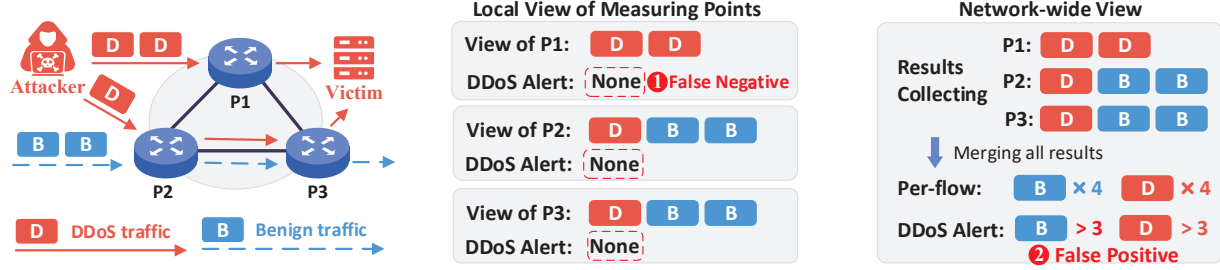 D D
Attacker
D
P1
Victim
B B
P2
P3
D DDoS traffic
B Benign traffic
Local View of Measuring Points
View of P1: D D
DDoS Alert: None 1 False Negative
View of P2: D B B
DDoS Alert: None
View of P3: D B B
DDoS Alert: None
Network-wide View
Results
Collecting
P1: D D
P2: D B B
P3: D B B
Merging all results
Per-flow: B × 4 D × 4
DDoS Alert: B > 3 D > 3
2 False Positive